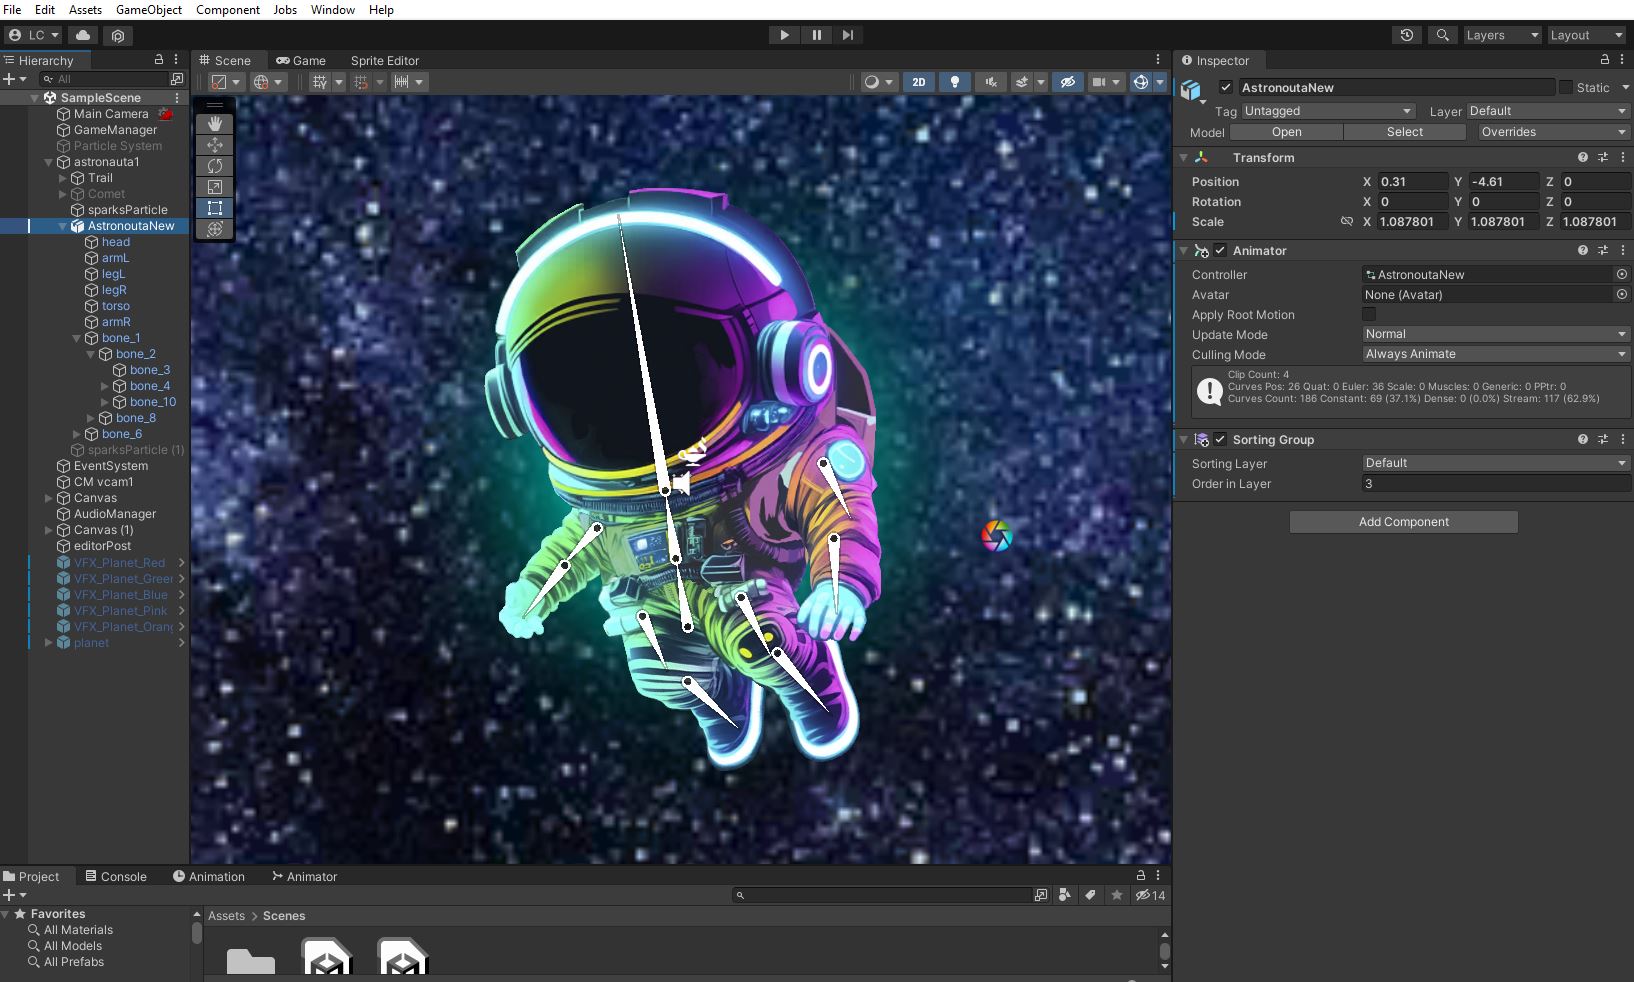 File Edit Assets GameObject Component Jobs Window Help
LC
Layers
Layout
Hierarchy
All
SampleScene
Main Camera
GameManager
Particle System
astronauta1
Trail
Comet
sparksParticle
AstronoutaNew
head
armL
legL
legR
torso
armR
bone_1
bone_2
bone_3
bone_4
bone_10
bone_8
bone_6
sparksParticle (1)
EventSystem
CM vcam1
Canvas
AudioManager
Canvas (1)
editorPost
VFX_Planet_Red
VFX_Planet_Green
VFX_Planet_Blue
VFX_Planet_Pink
VFX_Planet_Orang
planet
Scene Game Sprite Editor
2D
Inspector
AstronoutaNew Static
Tag Untagged Layer Default
Model Open Select Overrides
Transform
Position X 0.31 Y -4.61 Z 0
Rotation X 0 Y 0 Z 0
Scale X 1.087801 Y 1.087801 Z 1.087801
Animator
Controller AstronoutaNew
Avatar None (Avatar)
Apply Root Motion
Update Mode Normal
Culling Mode Always Animate
Clip Count: 4
Curves Pos: 26 Quat: 0 Euler: 36 Scale: 0 Muscles: 0 Generic: 0 PPtr: 0
Curves Count: 186 Constant: 69 (37.1%) Dense: 0 (0.0%) Stream: 117 (62.9%)
Sorting Group
Sorting Layer Default
Order in Layer 3
Add Component
Project Console Animation Animator
14
Favorites
All Materials
All Models
All Prefabs
Assets > Scenes